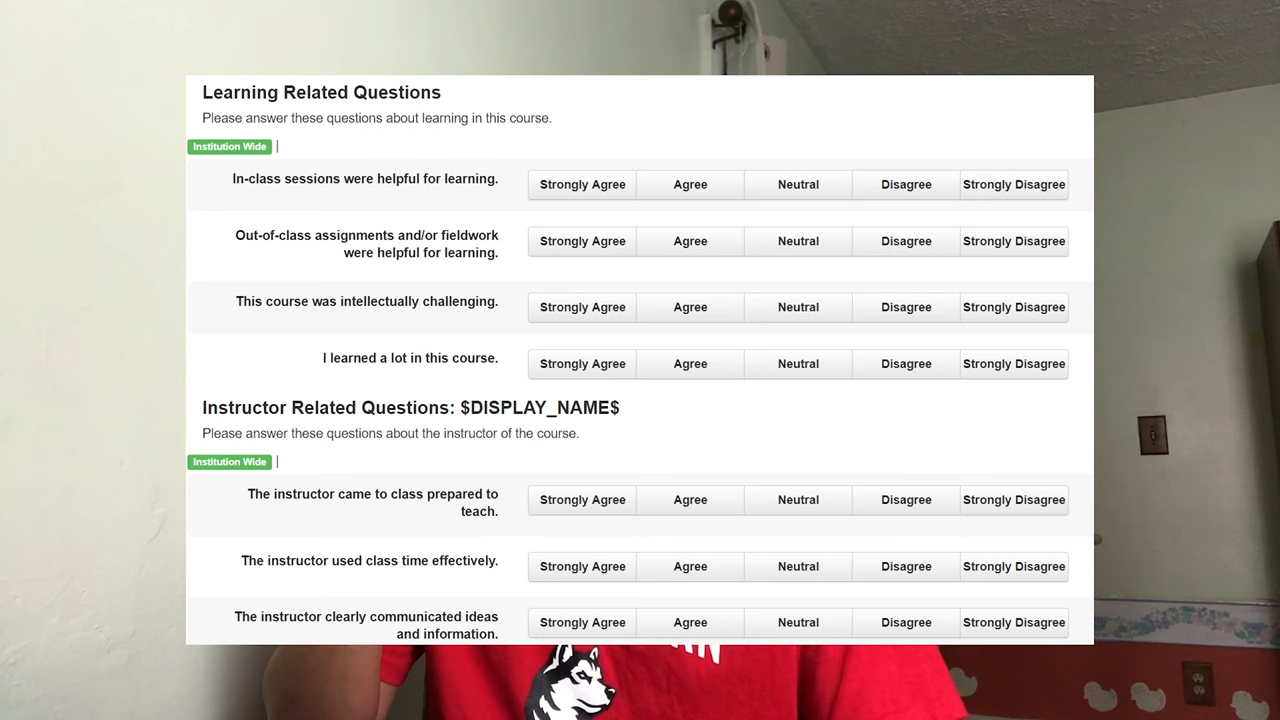 Learning Related Questions
Please answer these questions about learning in this course.
Institution Wide |
In-class sessions were helpful for learning. Strongly Agree Agree Neutral Disagree Strongly Disagree
Out-of-class assignments and/or fieldwork
were helpful for learning. Strongly Agree Agree Neutral Disagree Strongly Disagree
This course was intellectually challenging. Strongly Agree Agree Neutral Disagree Strongly Disagree
I learned a lot in this course. Strongly Agree Agree Neutral Disagree Strongly Disagree
Instructor Related Questions: $DISPLAY_NAME$
Please answer these questions about the instructor of the course.
Institution Wide |
The instructor came to class prepared to
teach. Strongly Agree Agree Neutral Disagree Strongly Disagree
The instructor used class time effectively. Strongly Agree Agree Neutral Disagree Strongly Disagree
The instructor clearly communicated ideas
and information. Strongly Agree Agree Neutral Disagree Strongly Disagree